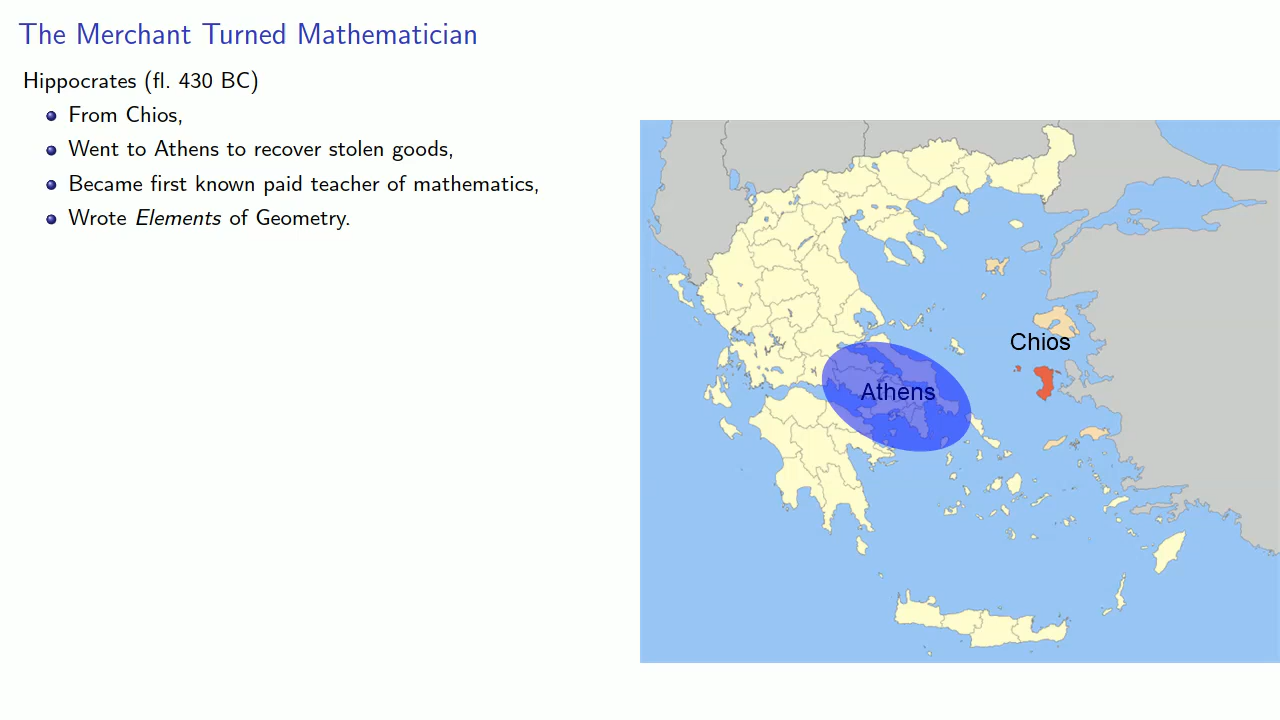 The Merchant Turned Mathematician
Hippocrates (fl. 430 BC)
From Chios,
Went to Athens to recover stolen goods,
Became first known paid teacher of mathematics,
Wrote Elements of Geometry.
Chios
Athens